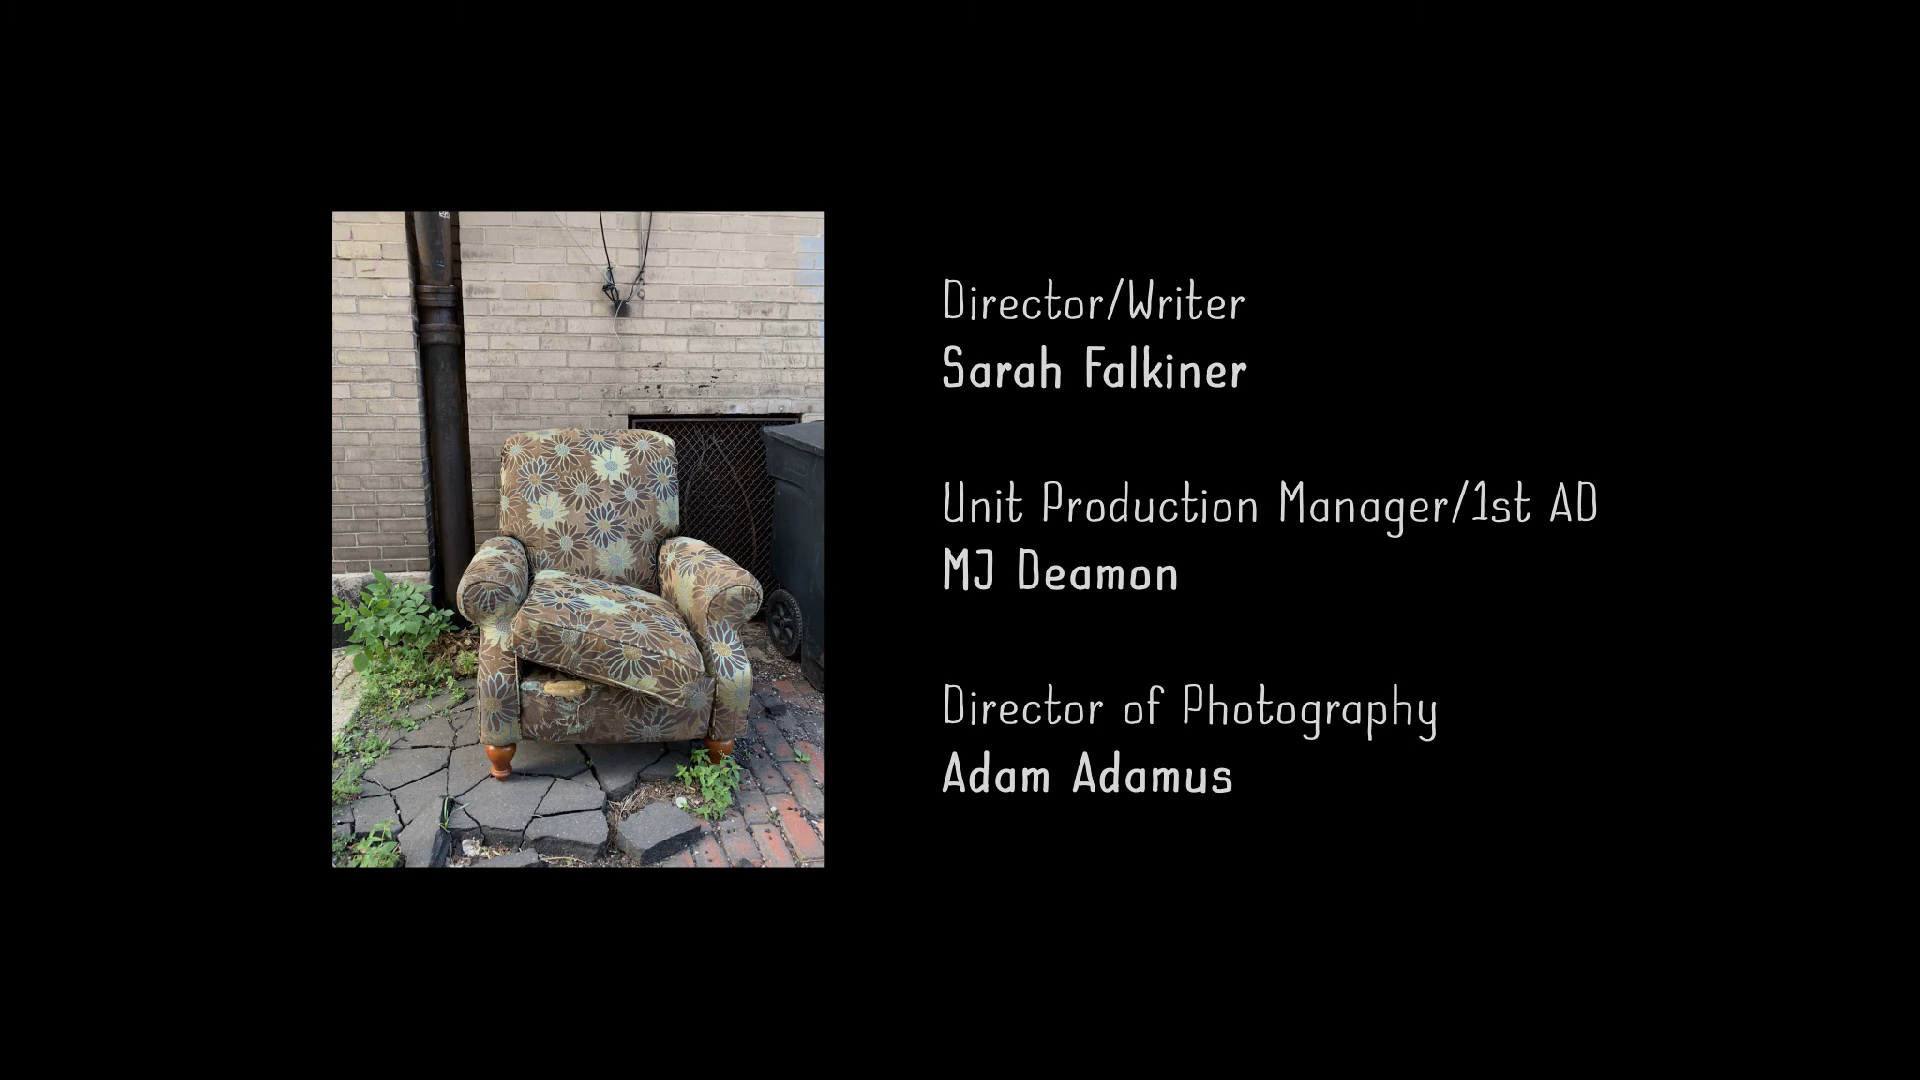 Director/Writer
Sarah Falkiner
Unit Production Manager/1st AD
MJ Deamon
Director of Photography
Adam Adamus